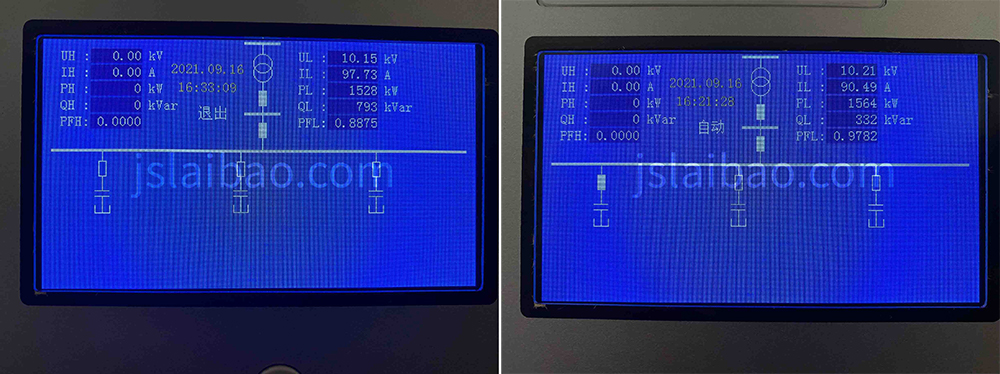 UH : 0.00 kV
IH : 0.00 A
PH : 0 kW
QH : 0 kVar
PFH: 0.0000
2021.09.16
16:33:09
退出
UL : 10.15 kV
IL : 97.73 A
PL : 1528 kW
QL : 793 kVar
PFL: 0.8875
jslaibao.com
UH : 0.00 kV
IH : 0.00 A
PH : 0 kW
QH : 0 kVar
PFH: 0.0000
2021.09.16
16:21:28
自动
UL : 10.21 kV
IL : 90.49 A
PL : 1564 kW
QL : 332 kVar
PFL: 0.9782
jslaibao.com